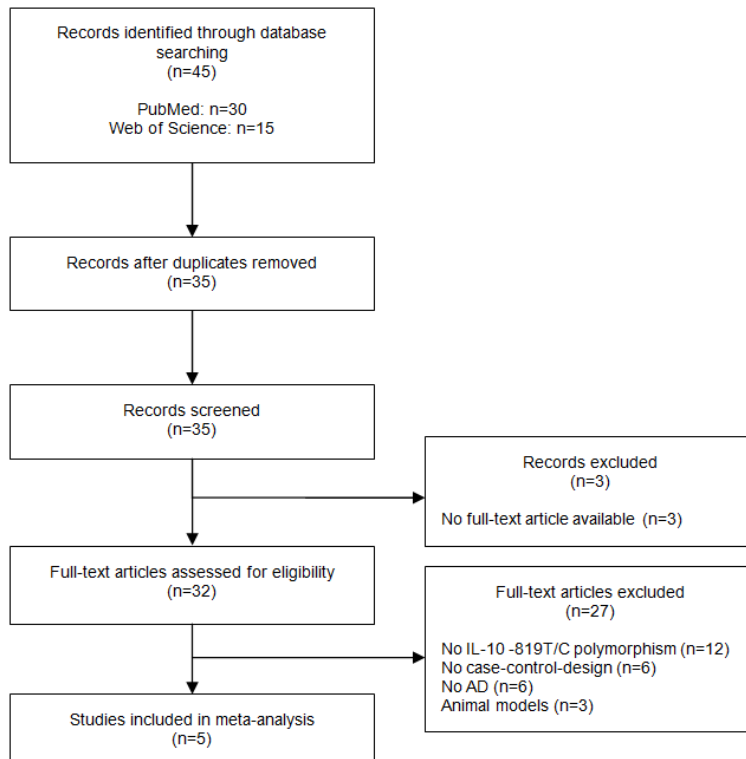 Records identified through database
searching
(n=45)
PubMed: n=30
Web of Science: n=15
Records after duplicates removed
(n=35)
Records screened
(n=35)
Records excluded
(n=3)
No full-text article available (n=3)
Full-text articles assessed for eligibility
(n=32)
Full-text articles excluded
(n=27)
No IL-10 -819T/C polymorphism (n=12)
No case-control-design (n=6)
No AD (n=6)
Animal models (n=3)
Studies included in meta-analysis
(n=5)